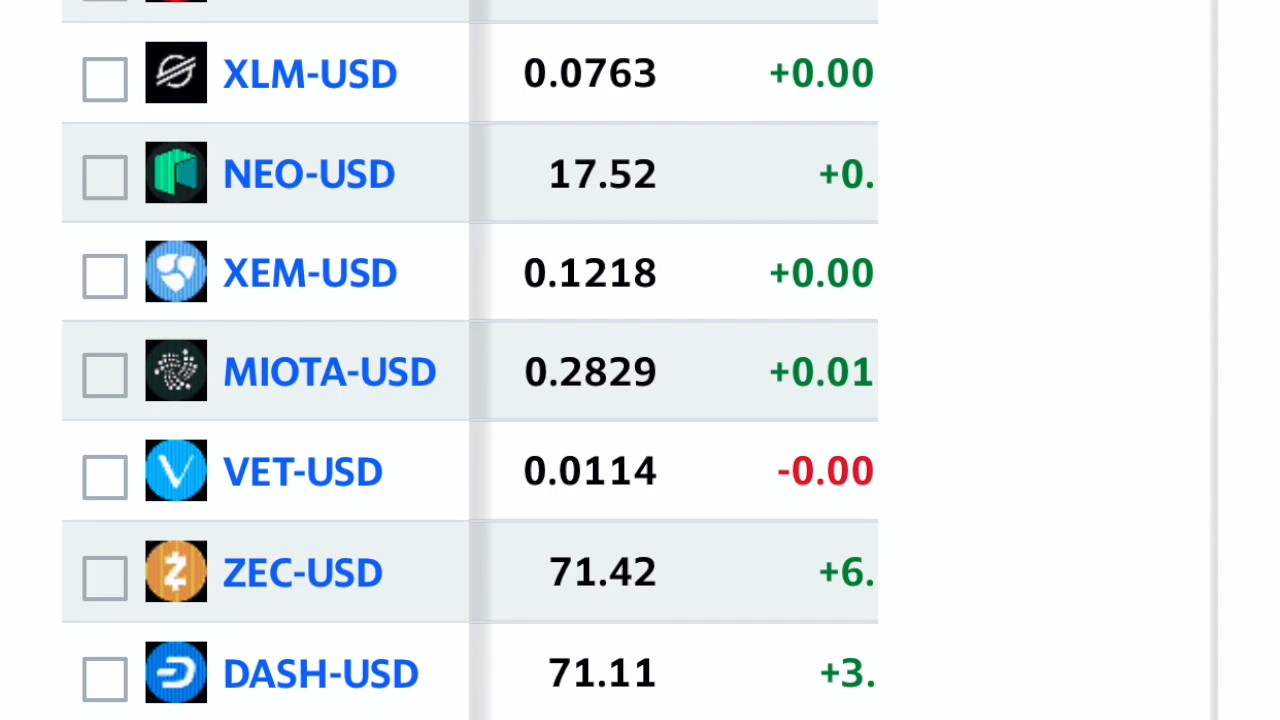 XLM-USD 0.0763 +0.00
NEO-USD 17.52 +0.
XEM-USD 0.1218 +0.00
MIOTA-USD 0.2829 +0.01
VET-USD 0.0114 -0.00
ZEC-USD 71.42 +6.
DASH-USD 71.11 +3.